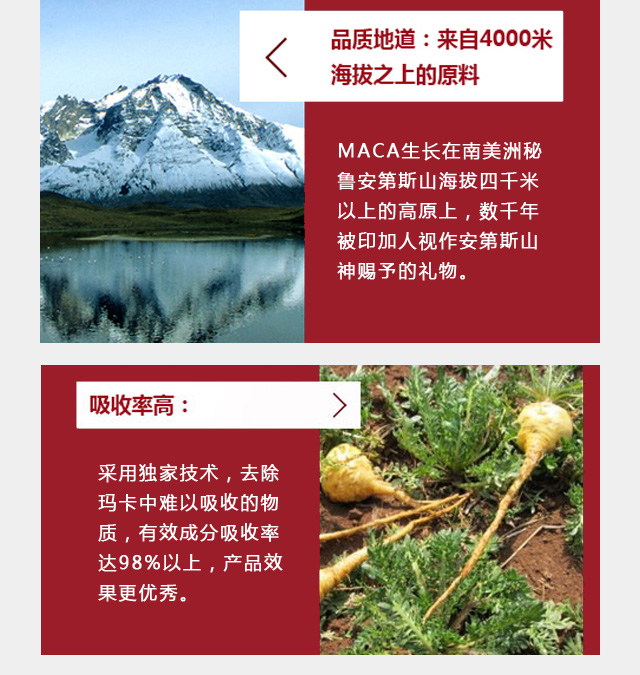 品质地道：来自4000米
海拔之上的原料
MACA生长在南美洲秘
鲁安第斯山海拔四千米
以上的高原上，数千年
被印加人视作安第斯山
神赐予的礼物。
吸收率高：
采用独家技术，去除
玛卡中难以吸收的物
质，有效成分吸收率
达98%以上，产品效
果更优秀。